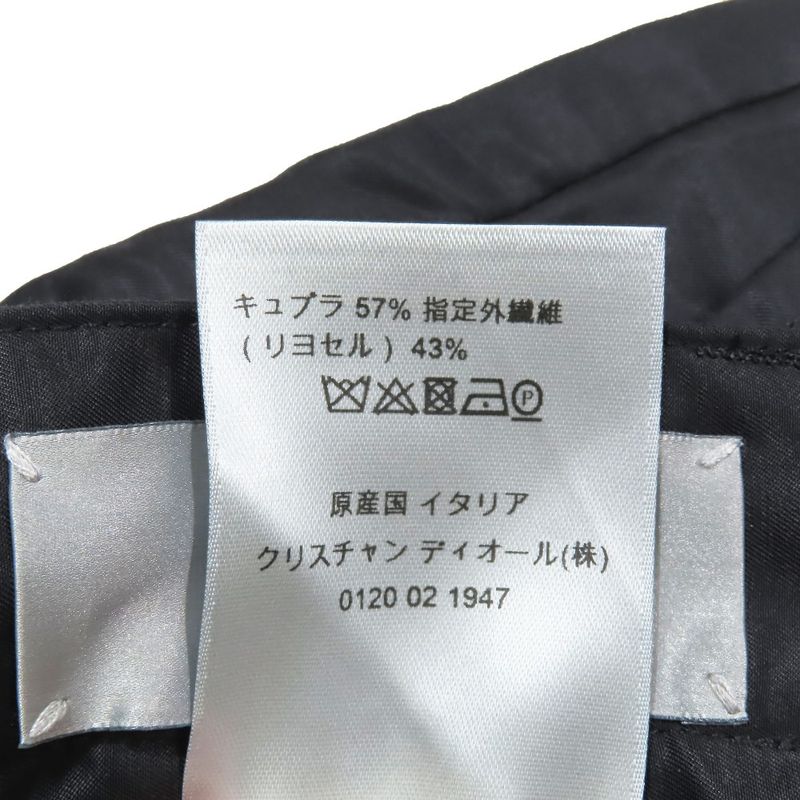 キュプラ 57% 指定外繊維
(リヨセル) 43%
P
原産国 イタリア
クリスチャン ディオール(株)
0120 02 1947